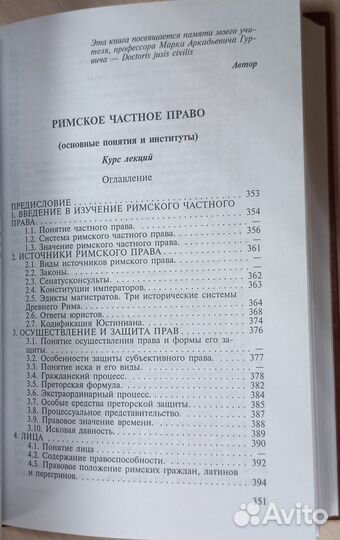 Эта книга посвящается памяти моего учи-
теля, профессора Марка Аркадьевича Гур-
вича — Doctoris jusis civilis
Автор
РИМСКОЕ ЧАСТНОЕ ПРАВО
(основные понятия и институты)
Курс лекций
Оглавление
ПРЕДИСЛОВИЕ 353
1. ВВЕДЕНИЕ В ИЗУЧЕНИЕ РИМСКОГО ЧАСТНОГО
ПРАВА. 354
1.1. Понятие частного права. —
1.2. Система римского частного права. 356
1.3. Значение римского частного права. —
2. ИСТОЧНИКИ РИМСКОГО ПРАВА. 361
2.1. Виды источников римского права. —
2.2. Законы. —
2.3. Сенатусконсульты. 362
2.4. Конституции императоров. 363
2.5. Эдикты магистратов. Три исторические системы
Древнего Рима. 364
2.6. Ответы юристов. 368
2.7. Кодификация Юстиниана. 374
3. ОСУЩЕСТВЛЕНИЕ И ЗАЩИТА ПРАВ 376
3.1. Понятие осуществления права и формы его за-
щиты. —
3.2. Особенности защиты субъективного права. 377
3.3. Понятие иска и его виды. —
3.4. Гражданский процесс. —
3.5. Преторская формула. 382
3.6. Экстраординарный процесс. 384
3.7. Особые средства преторской защиты. 385
3.8. Процессуальное представительство. 387
3.9. Правовое значение времени. 388
3.10. Исковая давность. 389
4. ЛИЦА 390
4.1. Понятие лица —
4.2. Содержание правоспособности. 392
4.3. Правовое положение римских граждан, латинов
и перегринов. 394
351
Avito